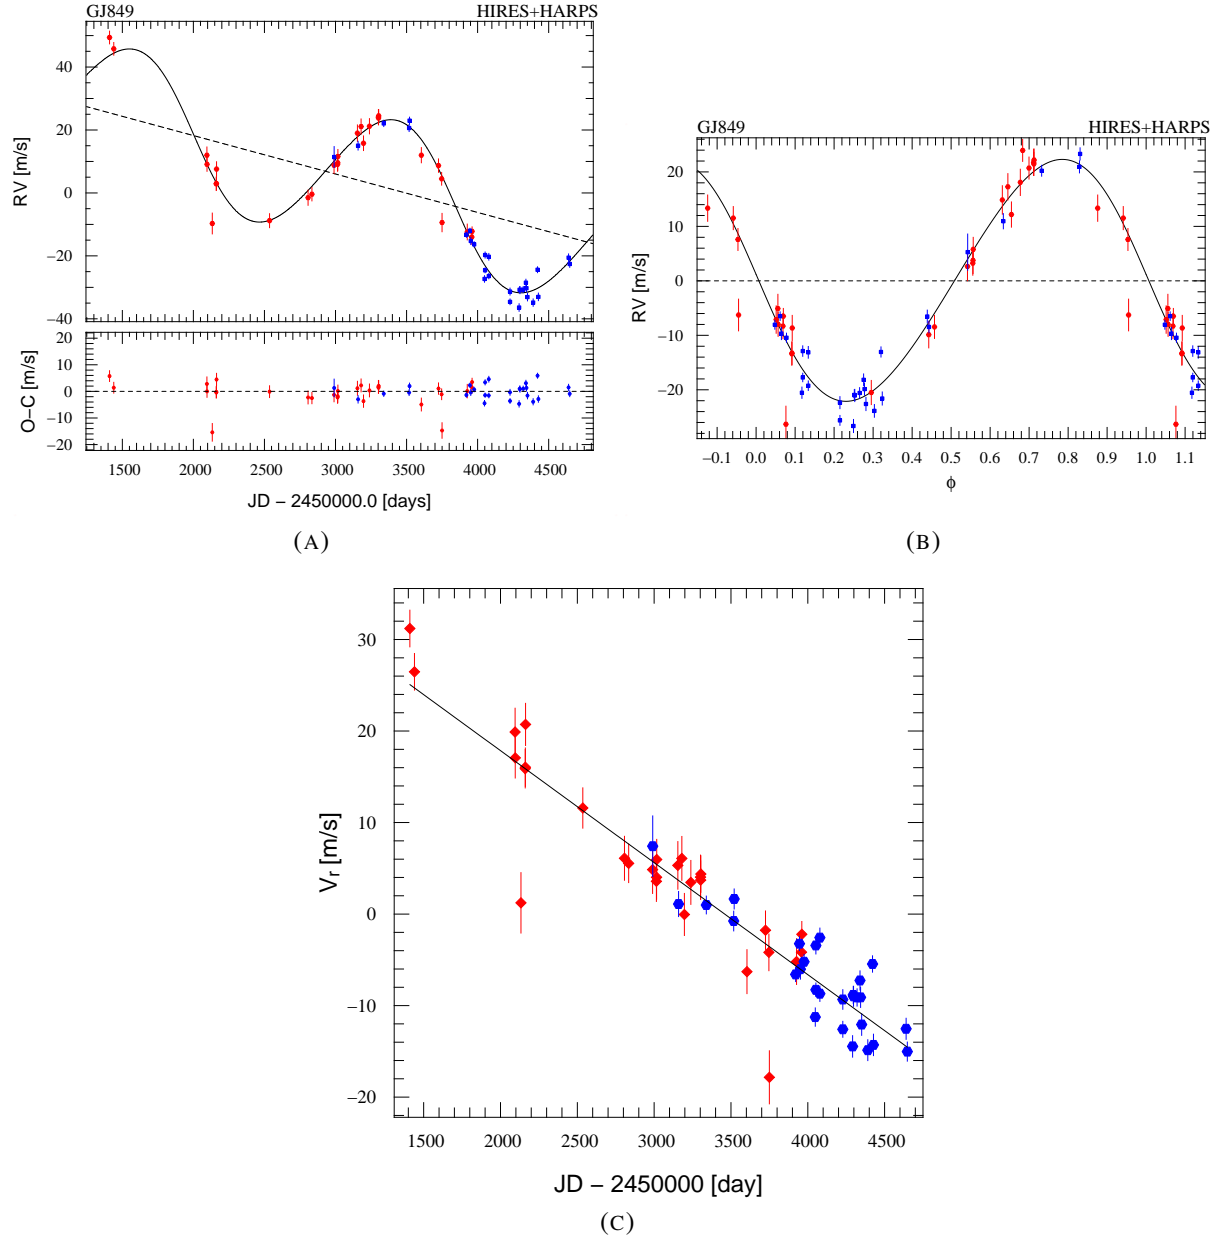 GJ849 HIRES+HARPS
40
20
0
−20
−40
RV [m/s]
20
10
0
−10
−20
O−C [m/s]
1500 2000 2500 3000 3500 4000 4500
JD − 2450000.0 [days]
(A)
GJ849 HIRES+HARPS
20
10
0
−10
−20
RV [m/s]
−0.1 0.0 0.1 0.2 0.3 0.4 0.5 0.6 0.7 0.8 0.9 1.0 1.1
ϕ
(B)
30
20
10
0
−10
−20
Vr [m/s]
1500 2000 2500 3000 3500 4000 4500
JD − 2450000 [day]
(C)